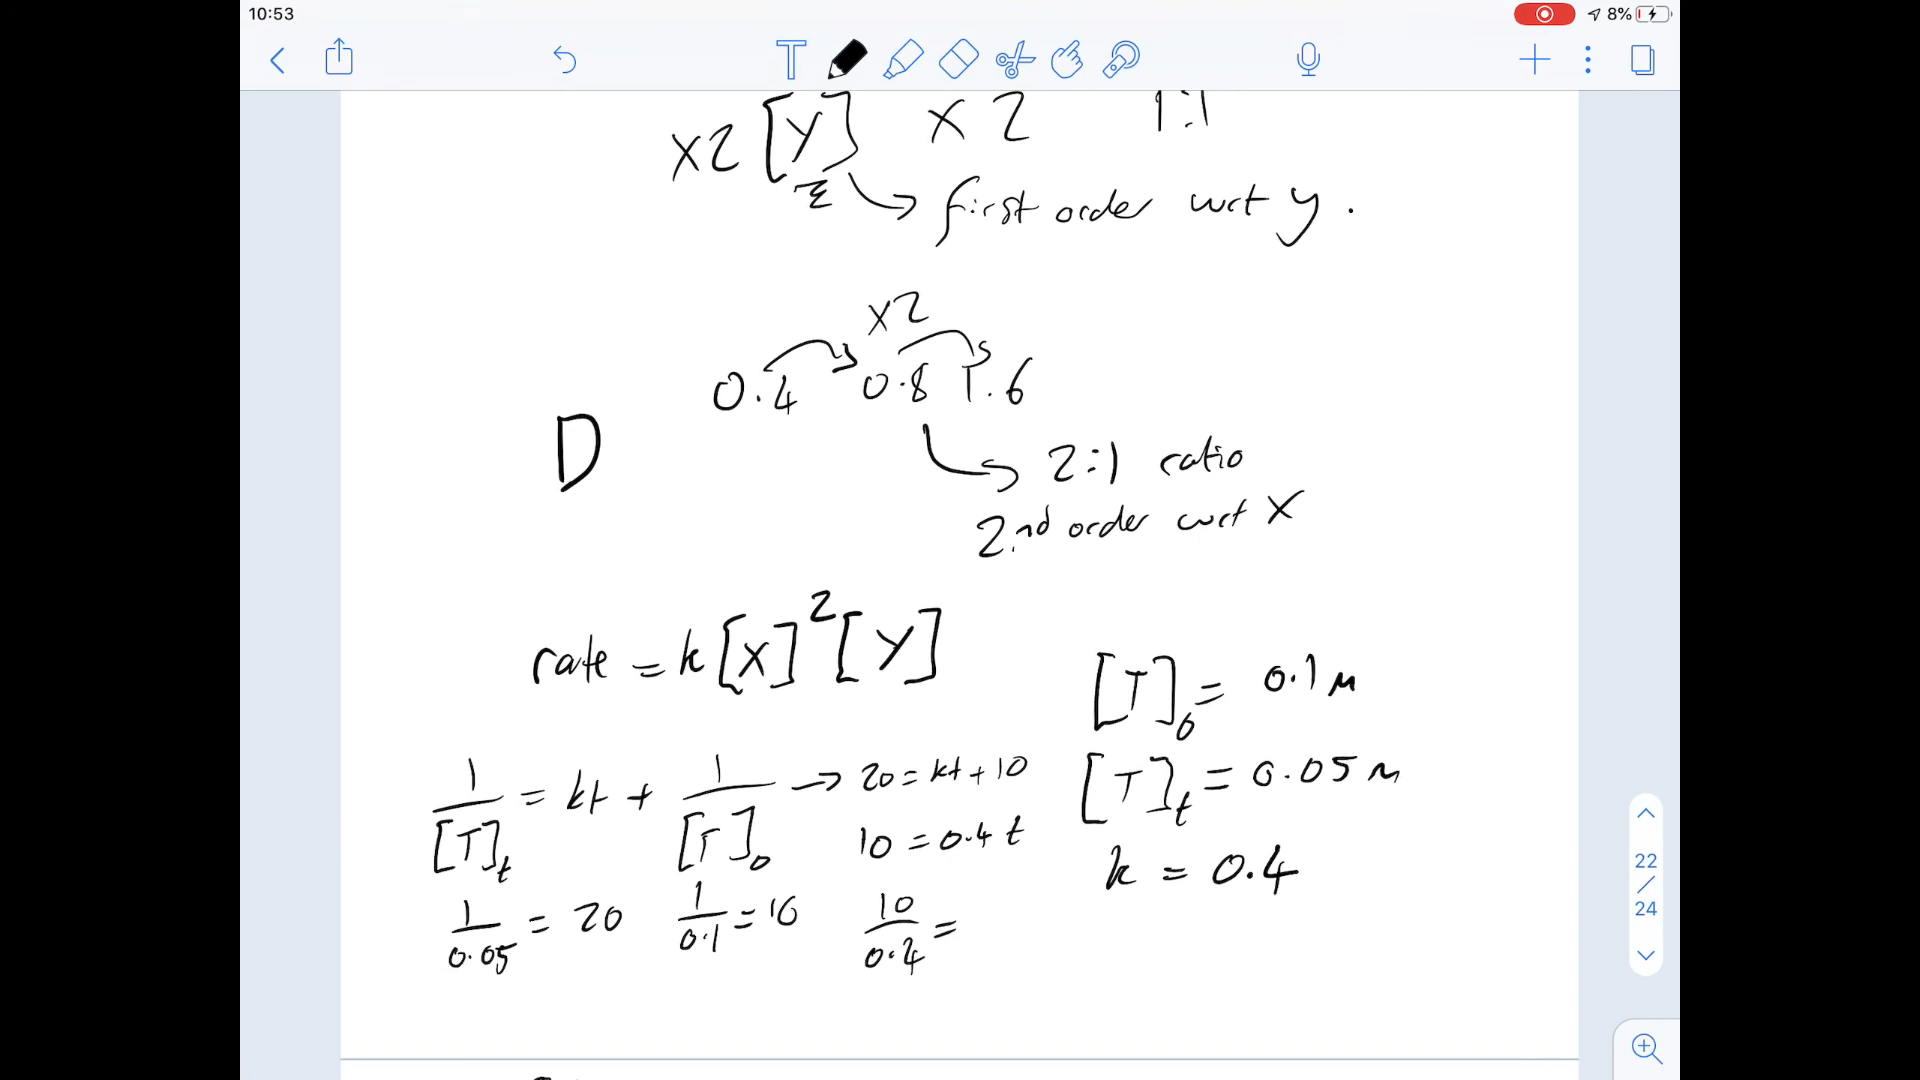 10:53
8%
T
x2 [Y] x2 1:1
first order wrt y.
x2
0.4 0.8 1.6
D
2:1 ratio
2nd order wrt X
rate = k[X]²[Y]
[T]₀ = 0.1 M
1/[T]t = kt + 1/[T]₀ → 20 = kt + 10
[T]t = 0.05 M
10 = 0.4 t
k = 0.4
1/0.05 = 20 1/0.1 = 10 10/0.4 =
22
/
24